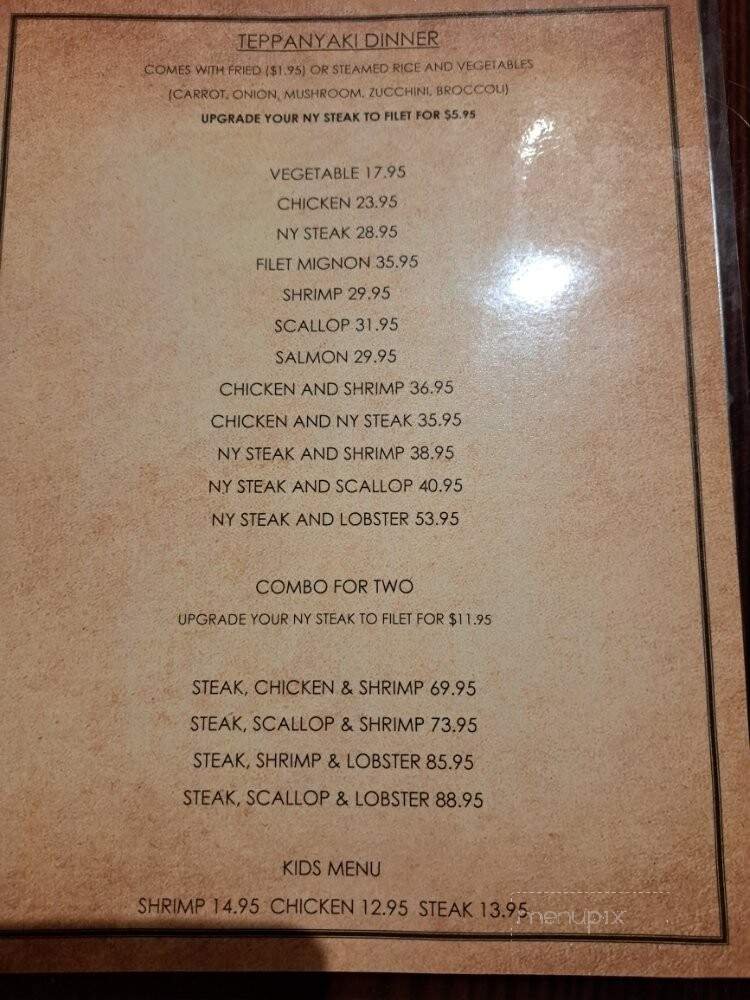 TEPPANYAKI DINNER
COMES WITH FRIED ($1.95) OR STEAMED RICE AND VEGETABLES
(CARROT, ONION, MUSHROOM, ZUCCHINI, BROCCOLI)
UPGRADE YOUR NY STEAK TO FILET FOR $5.95
VEGETABLE 17.95
CHICKEN 23.95
NY STEAK 28.95
FILET MIGNON 35.95
SHRIMP 29.95
SCALLOP 31.95
SALMON 29.95
CHICKEN AND SHRIMP 36.95
CHICKEN AND NY STEAK 35.95
NY STEAK AND SHRIMP 38.95
NY STEAK AND SCALLOP 40.95
NY STEAK AND LOBSTER 53.95
COMBO FOR TWO
UPGRADE YOUR NY STEAK TO FILET FOR $11.95
STEAK, CHICKEN & SHRIMP 69.95
STEAK, SCALLOP & SHRIMP 73.95
STEAK, SHRIMP & LOBSTER 85.95
STEAK, SCALLOP & LOBSTER 88.95
KIDS MENU
SHRIMP 14.95 CHICKEN 12.95 STEAK 13.95
menupix